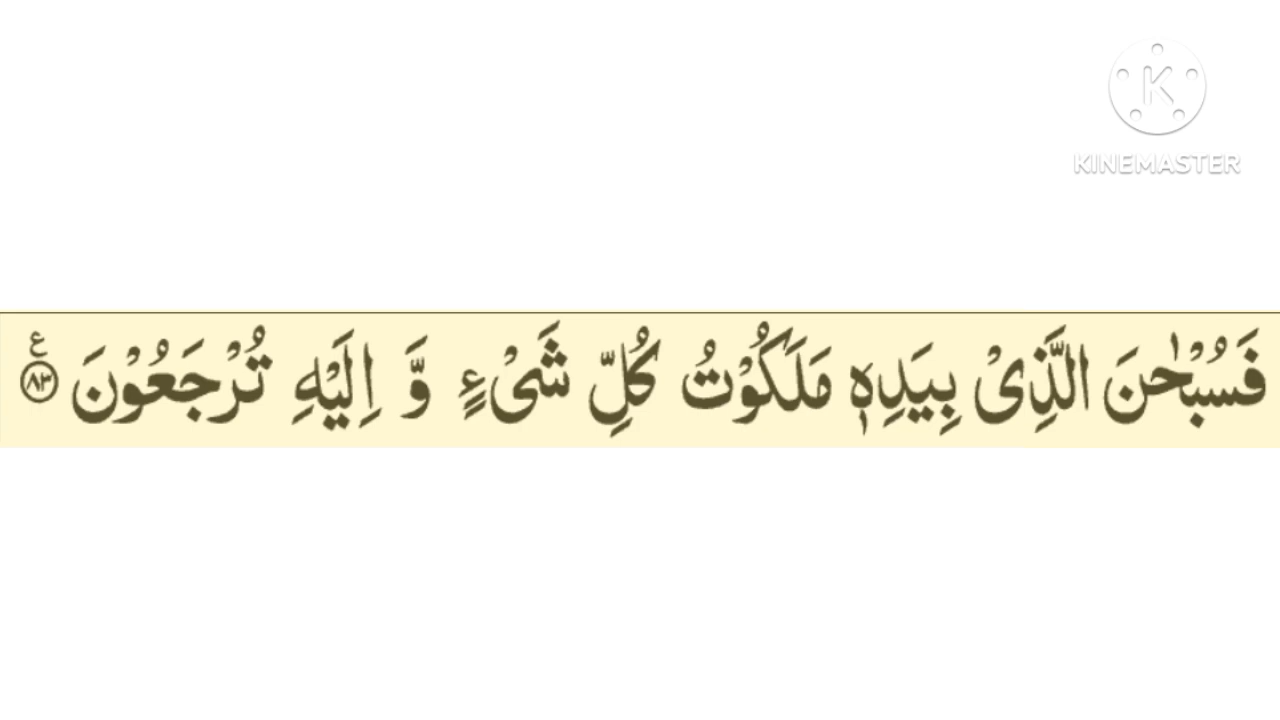 KINEMASTER
فَسُبْحٰنَ الَّذِیْ بِیَدِهٖ مَلَكُوْتُ كُلِّ شَیْءٍ وَّ اِلَیْهِ تُرْجَعُوْنَ ﴿۸۳﴾ ع